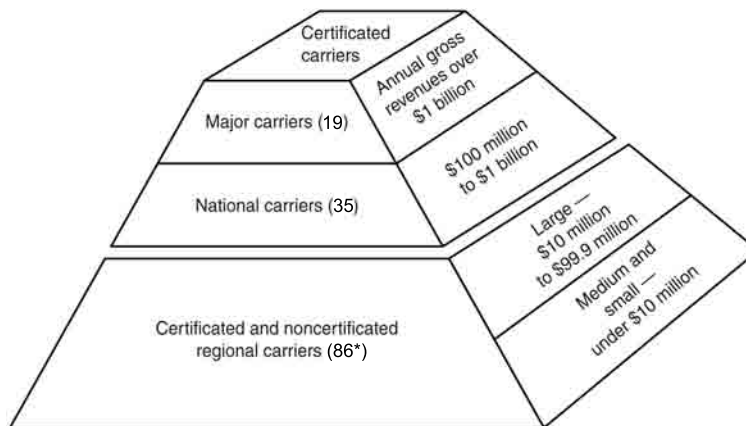 Certificated
carriers
Annual gross
revenues over
$1 billion
Major carriers (19)
$100 million
to $1 billion
National carriers (35)
Large —
$10 million
to $99.9 million
Medium and
small —
under $10 million
Certificated and noncertificated
regional carriers (86*)